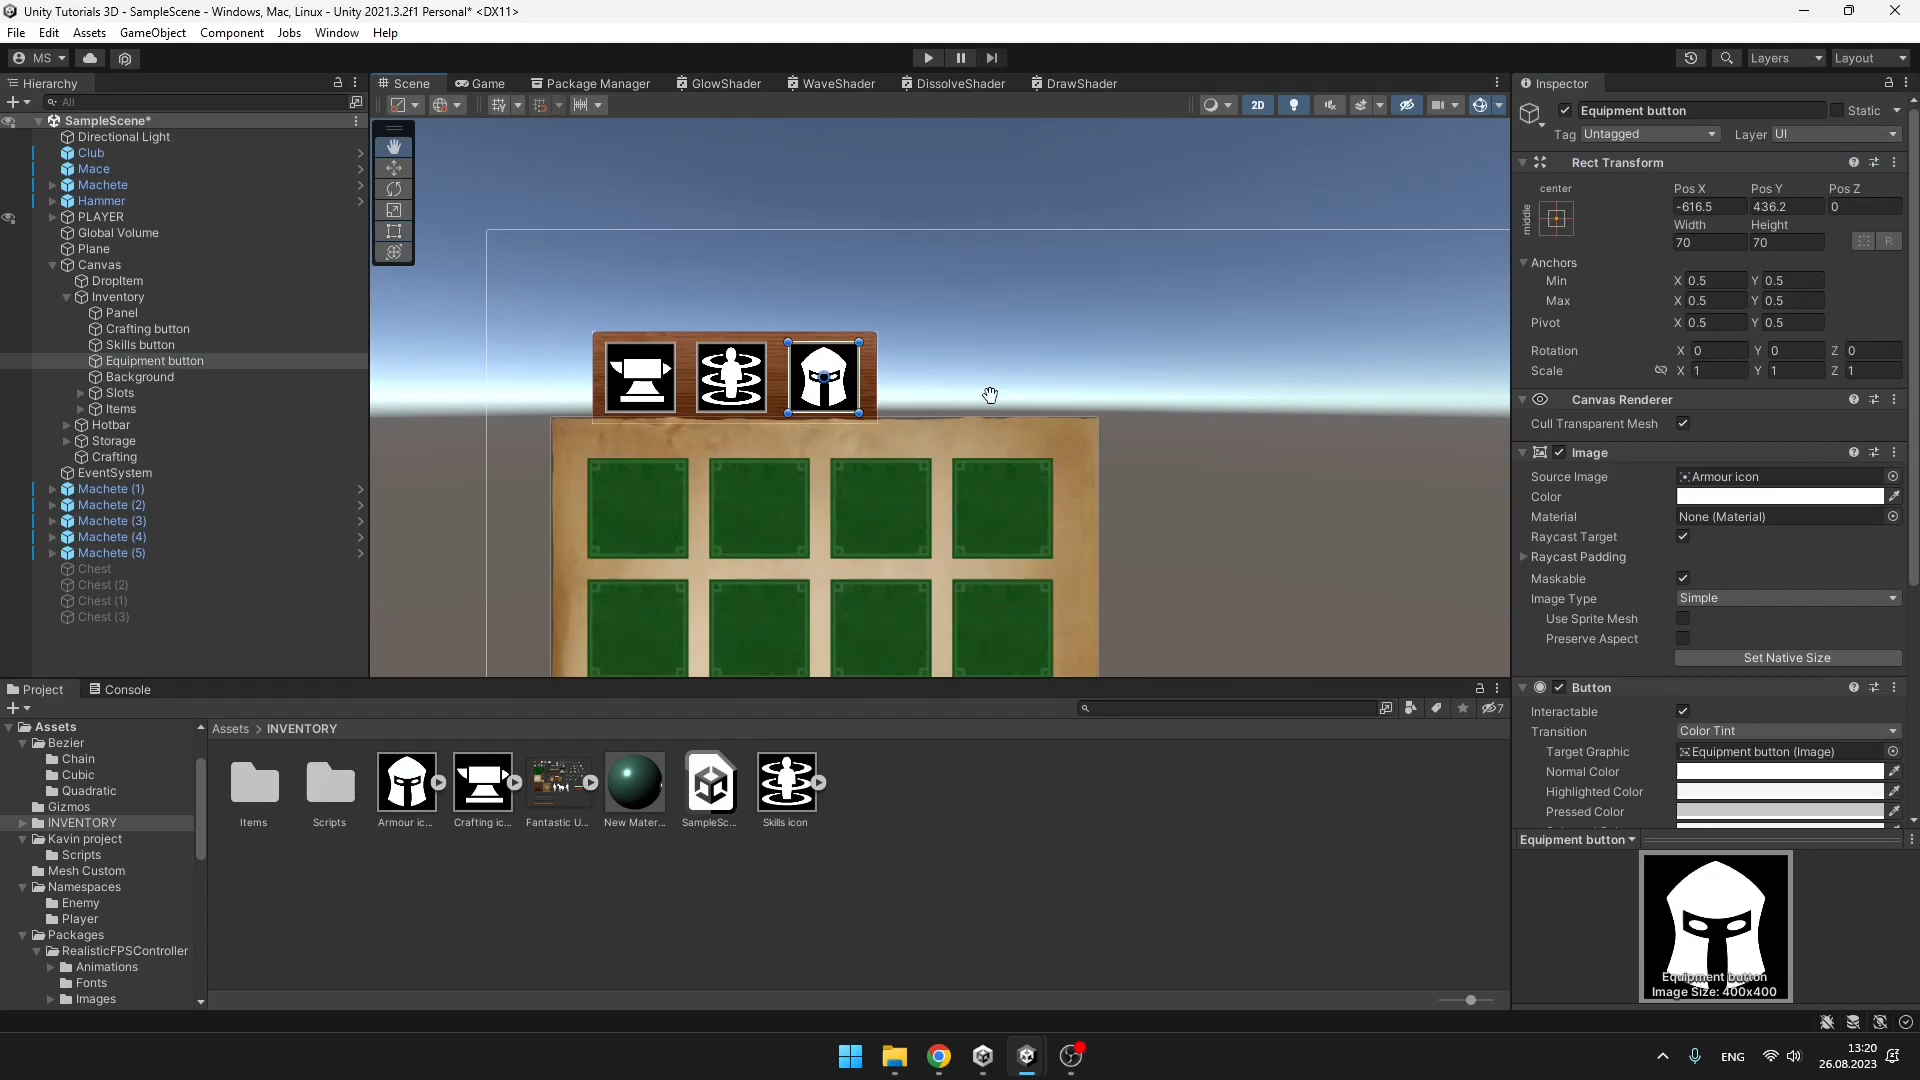 Unity Tutorials 3D - SampleScene - Windows, Mac, Linux - Unity 2021.3.2f1 Personal* <DX11>
File Edit Assets GameObject Component Jobs Window Help
MS Layers Layout
Hierarchy
All
SampleScene*
Directional Light
Club
Mace
Machete
Hammer
PLAYER
Global Volume
Plane
Canvas
DropItem
Inventory
Panel
Crafting button
Skills button
Equipment button
Background
Slots
Items
Hotbar
Storage
Crafting
EventSystem
Machete (1)
Machete (2)
Machete (3)
Machete (4)
Machete (5)
Chest
Chest (2)
Chest (1)
Chest (3)
Scene Game Package Manager GlowShader WaveShader DissolveShader DrawShader
2D
Inspector
Equipment button Static
Tag Untagged Layer UI
Rect Transform
center Pos X Pos Y Pos Z
middle -616.5 436.2 0
Width Height
70 70 R
Anchors
Min X 0.5 Y 0.5
Max X 0.5 Y 0.5
Pivot X 0.5 Y 0.5
Rotation X 0 Y 0 Z 0
Scale X 1 Y 1 Z 1
Canvas Renderer
Cull Transparent Mesh
Image
Source Image Armour icon
Color
Material None (Material)
Raycast Target
Raycast Padding
Maskable
Image Type Simple
Use Sprite Mesh
Preserve Aspect
Set Native Size
Button
Interactable
Transition Color Tint
Target Graphic Equipment button (Image)
Normal Color
Highlighted Color
Pressed Color
Equipment button
Equipment button
Image Size: 400x400
Project Console
7
Assets
Bezier
Chain
Cubic
Quadratic
Gizmos
INVENTORY
Kavin project
Scripts
Mesh Custom
Namespaces
Enemy
Player
Packages
RealisticFPSController
Animations
Fonts
Images
Assets > INVENTORY
Items Scripts Armour ic... Crafting ic... Fantastic U... New Mater... SampleSc... Skills icon
ENG 13:20
26.08.2023